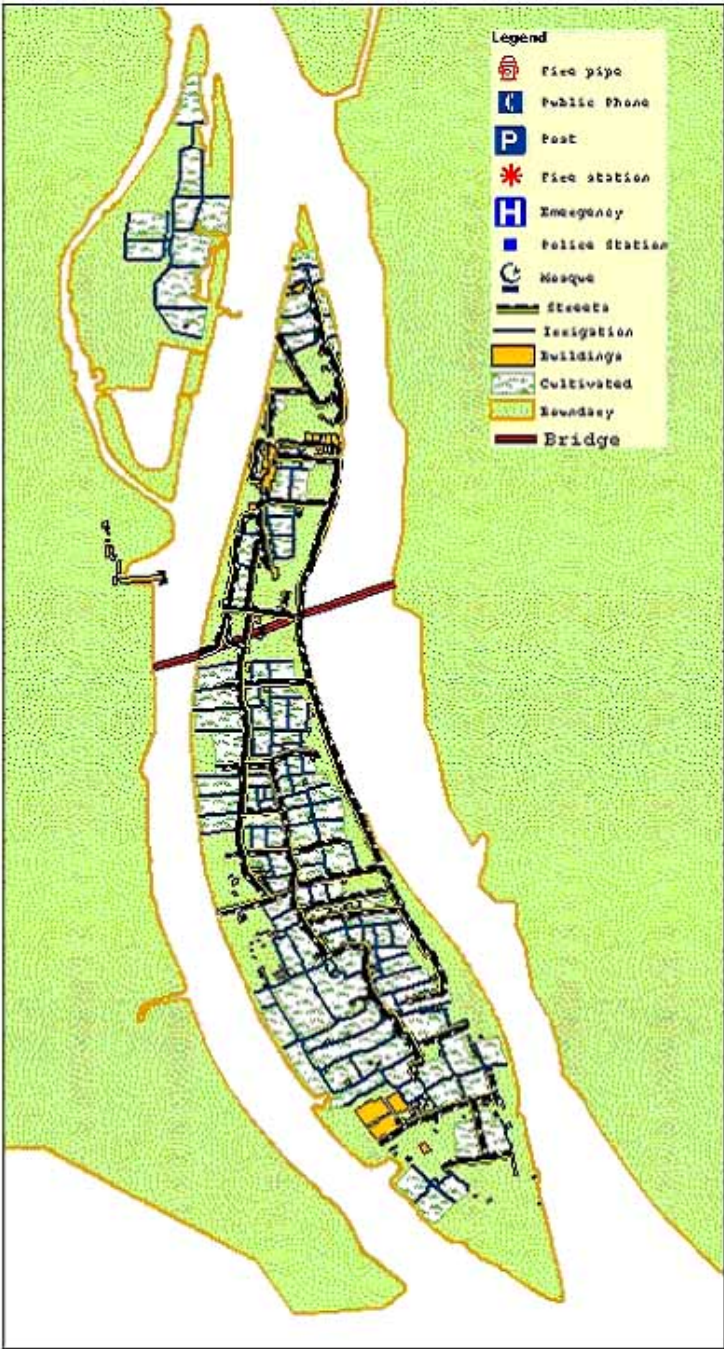 Legend
Fire pipe
Public Phone
P Post
Fire station
H Emergency
Police Station
Mosque
Streets
Irrigation
Buildings
Cultivated
Boundary
Bridge